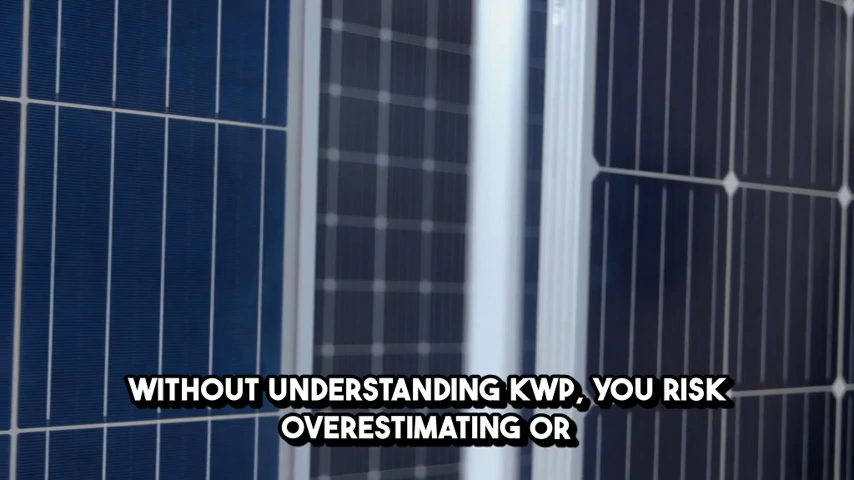 WITHOUT UNDERSTANDING KWP, YOU RISK
OVERESTIMATING OR